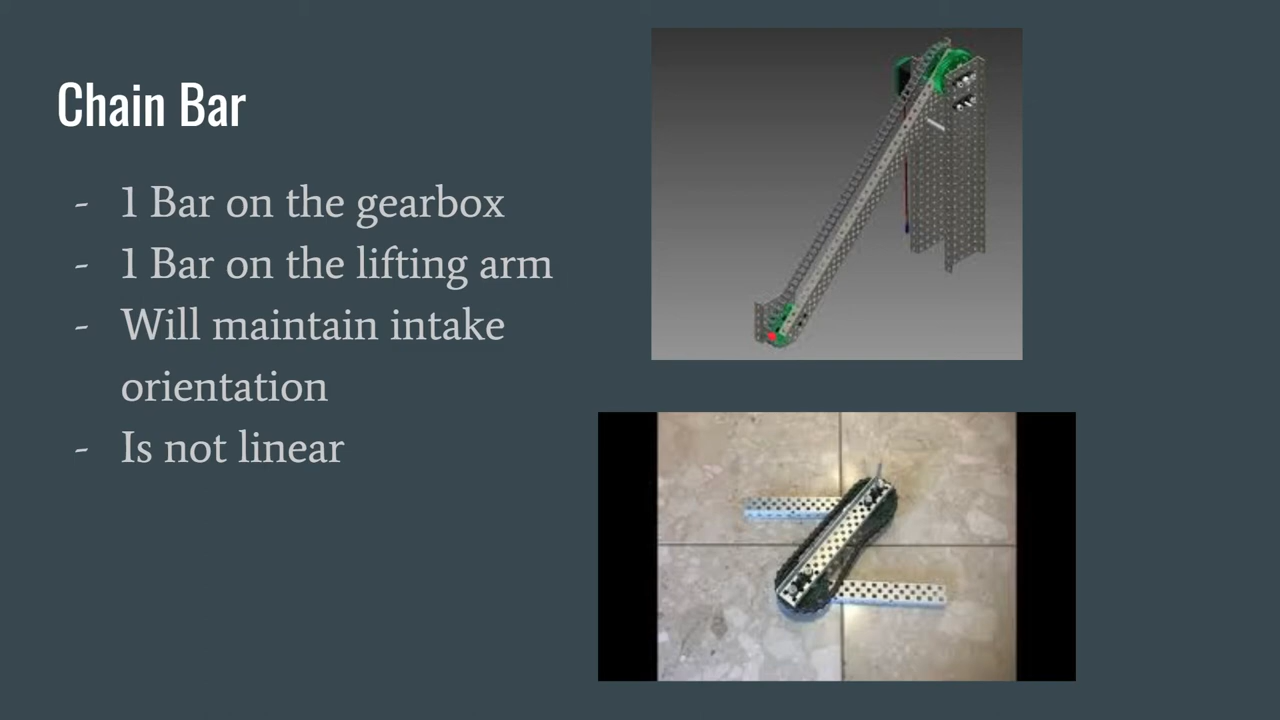 Chain Bar
- 1 Bar on the gearbox
- 1 Bar on the lifting arm
- Will maintain intake
orientation
- Is not linear